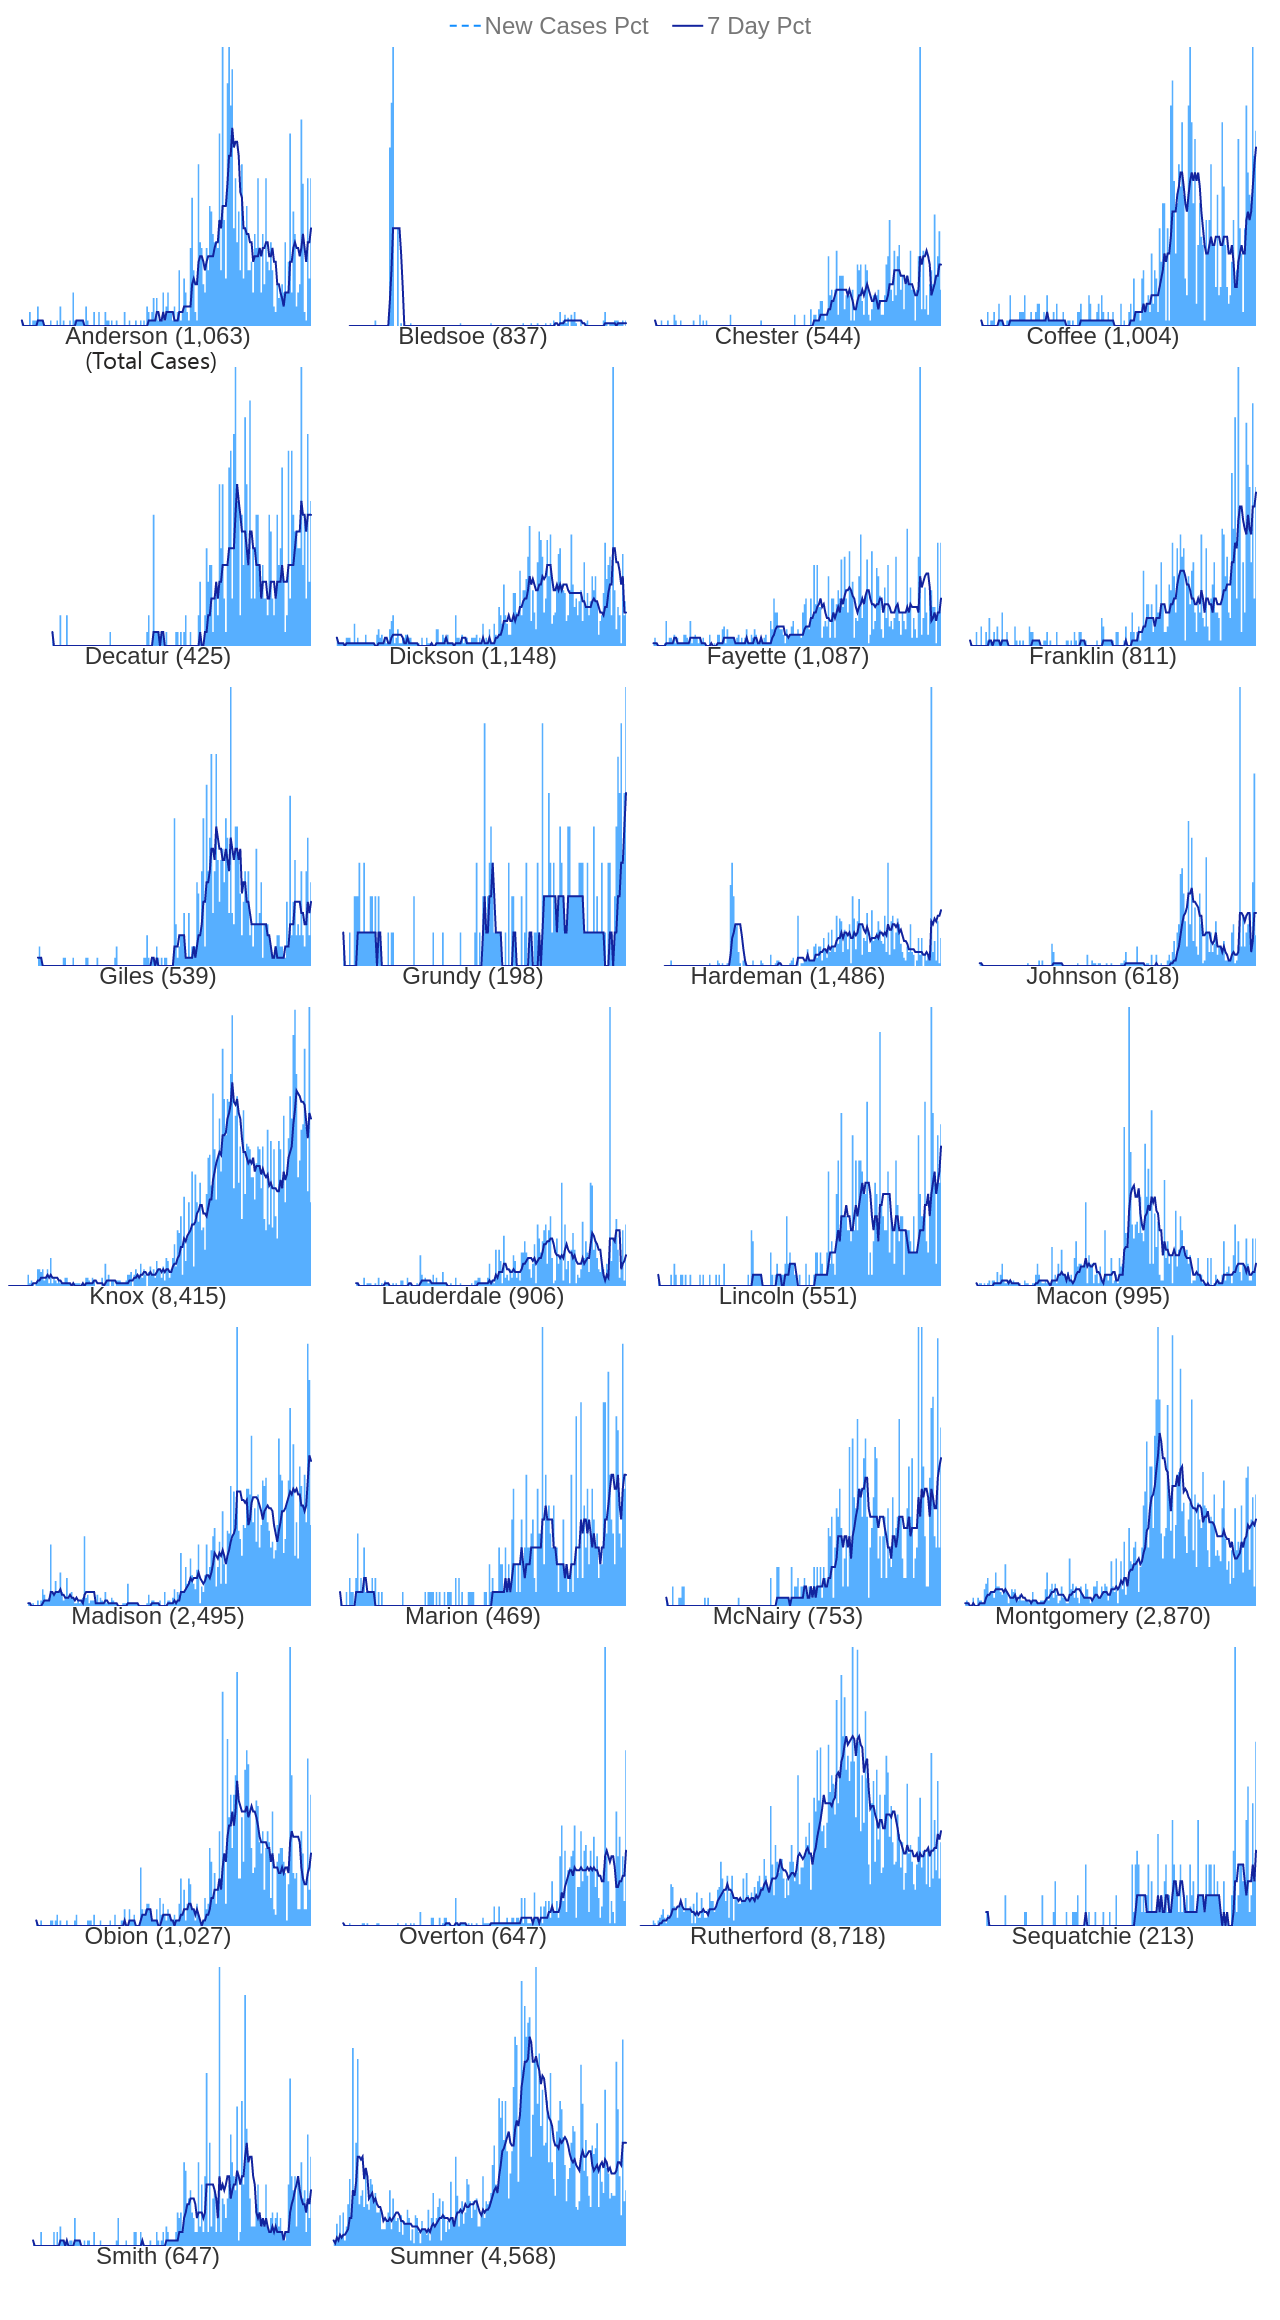 New Cases Pct 7 Day Pct
Anderson (1,063) Bledsoe (837) Chester (544) Coffee (1,004)
(Total Cases)
Decatur (425) Dickson (1,148) Fayette (1,087) Franklin (811)
Giles (539) Grundy (198) Hardeman (1,486) Johnson (618)
Knox (8,415) Lauderdale (906) Lincoln (551) Macon (995)
Madison (2,495) Marion (469) McNairy (753) Montgomery (2,870)
Obion (1,027) Overton (647) Rutherford (8,718) Sequatchie (213)
Smith (647) Sumner (4,568)